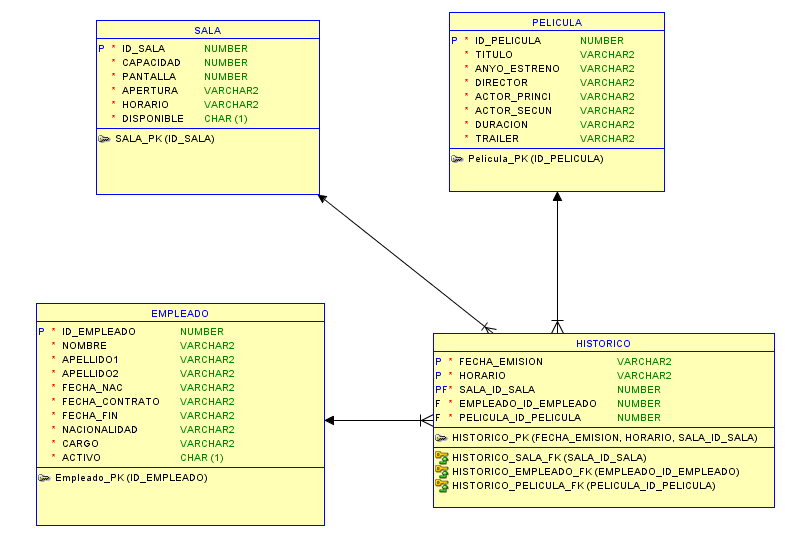 SALA
P * ID_SALA NUMBER
* CAPACIDAD NUMBER
* PANTALLA NUMBER
* APERTURA VARCHAR2
* HORARIO VARCHAR2
* DISPONIBLE CHAR (1)
SALA_PK (ID_SALA)
PELICULA
P * ID_PELICULA NUMBER
* TITULO VARCHAR2
* ANYO_ESTRENO VARCHAR2
* DIRECTOR VARCHAR2
* ACTOR_PRINCI VARCHAR2
* ACTOR_SECUN VARCHAR2
* DURACION VARCHAR2
* TRAILER VARCHAR2
Pelicula_PK (ID_PELICULA)
EMPLEADO
P * ID_EMPLEADO NUMBER
* NOMBRE VARCHAR2
* APELLIDO1 VARCHAR2
* APELLIDO2 VARCHAR2
* FECHA_NAC VARCHAR2
* FECHA_CONTRATO VARCHAR2
* FECHA_FIN VARCHAR2
* NACIONALIDAD VARCHAR2
* CARGO VARCHAR2
* ACTIVO CHAR (1)
Empleado_PK (ID_EMPLEADO)
HISTORICO
P * FECHA_EMISION VARCHAR2
P * HORARIO VARCHAR2
PF* SALA_ID_SALA NUMBER
F * EMPLEADO_ID_EMPLEADO NUMBER
F * PELICULA_ID_PELICULA NUMBER
HISTORICO_PK (FECHA_EMISION, HORARIO, SALA_ID_SALA)
HISTORICO_SALA_FK (SALA_ID_SALA)
HISTORICO_EMPLEADO_FK (EMPLEADO_ID_EMPLEADO)
HISTORICO_PELICULA_FK (PELICULA_ID_PELICULA)